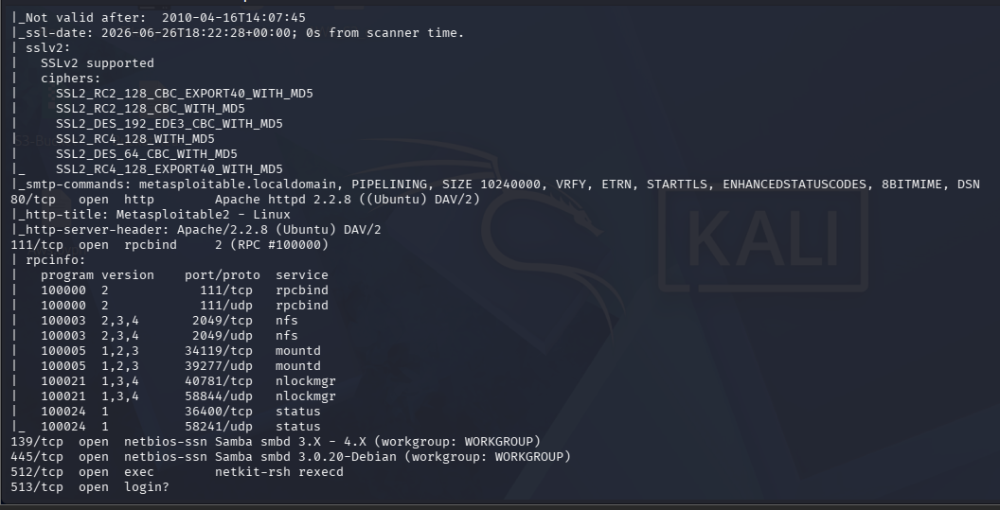 |_Not valid after:  2010-04-16T14:07:45
|_ssl-date: 2026-06-26T18:22:28+00:00; 0s from scanner time.
| sslv2:
|   SSLv2 supported
|   ciphers:
|     SSL2_RC2_128_CBC_EXPORT40_WITH_MD5
|     SSL2_RC2_128_CBC_WITH_MD5
|     SSL2_DES_192_EDE3_CBC_WITH_MD5
|     SSL2_RC4_128_WITH_MD5
|     SSL2_DES_64_CBC_WITH_MD5
|_    SSL2_RC4_128_EXPORT40_WITH_MD5
|_smtp-commands: metasploitable.localdomain, PIPELINING, SIZE 10240000, VRFY, ETRN, STARTTLS, ENHANCEDSTATUSCODES, 8BITMIME, DSN
80/tcp   open  http        Apache httpd 2.2.8 ((Ubuntu) DAV/2)
|_http-title: Metasploitable2 - Linux
|_http-server-header: Apache/2.2.8 (Ubuntu) DAV/2
111/tcp  open  rpcbind     2 (RPC #100000)
| rpcinfo:
|   program version    port/proto  service
|   100000  2            111/tcp   rpcbind
|   100000  2            111/udp   rpcbind
|   100003  2,3,4       2049/tcp   nfs
|   100003  2,3,4       2049/udp   nfs
|   100005  1,2,3      34119/tcp   mountd
|   100005  1,2,3      39277/udp   mountd
|   100021  1,3,4      40781/tcp   nlockmgr
|   100021  1,3,4      58844/udp   nlockmgr
|   100024  1          36400/tcp   status
|_  100024  1          58241/udp   status
139/tcp  open  netbios-ssn Samba smbd 3.X - 4.X (workgroup: WORKGROUP)
445/tcp  open  netbios-ssn Samba smbd 3.0.20-Debian (workgroup: WORKGROUP)
512/tcp  open  exec        netkit-rsh rexecd
513/tcp  open  login?
KALI